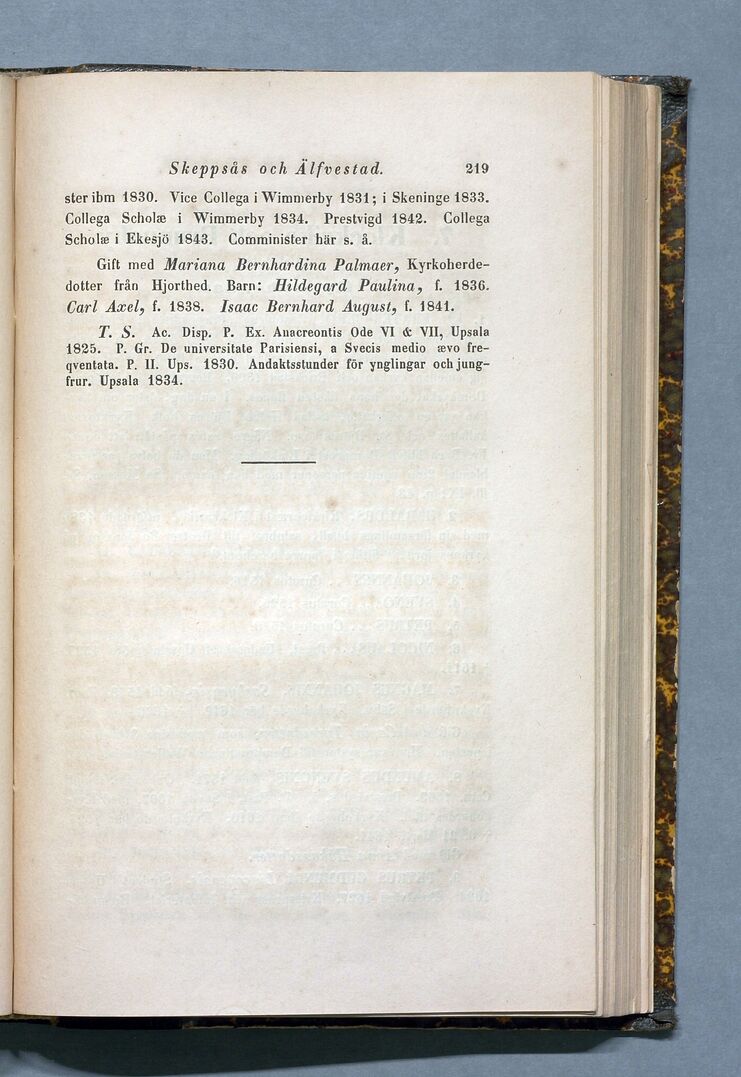 Skeppsås och Älfvestad. 219
ster ibm 1830. Vice Collega i Wimmerby 1831; i Skeninge 1833.
Collega Scholæ i Wimmerby 1834. Prestvigd 1842. Collega
Scholæ i Ekesjö 1843. Comminister här s. å.
Gift med Mariana Bernhardina Palmaer, Kyrkoherde-
dotter från Hjorthed. Barn: Hildegard Paulina, f. 1836.
Carl Axel, f. 1838. Isaac Bernhard August, f. 1841.
T. S. Ac. Disp. P. Ex. Anacreontis Ode VI & VII, Upsala
1825. P. Gr. De universitate Parisiensi, a Svecis medio ævo fre-
qventata. P. II. Ups. 1830. Andaktsstunder för ynglingar och jung-
frur. Upsala 1834.